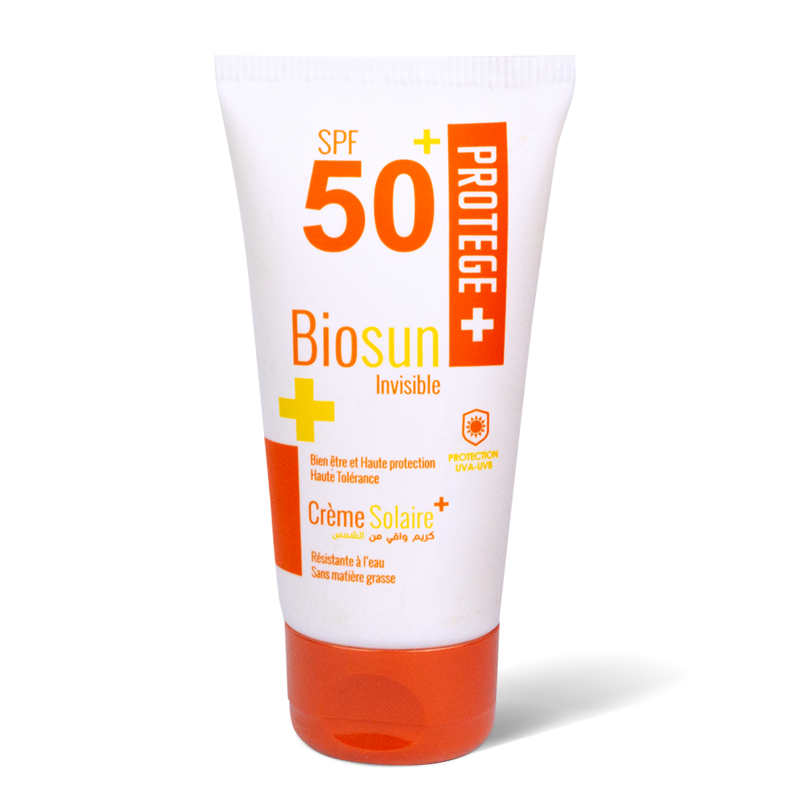 SPF
50+
PROTEGE +
Biosun
Invisible
PROTECTION
UVA-UVB
Bien être et Haute protection
Haute Tolérance
Crème Solaire+
كريم واقي من الشمس
Résistante à l'eau
Sans matière grasse